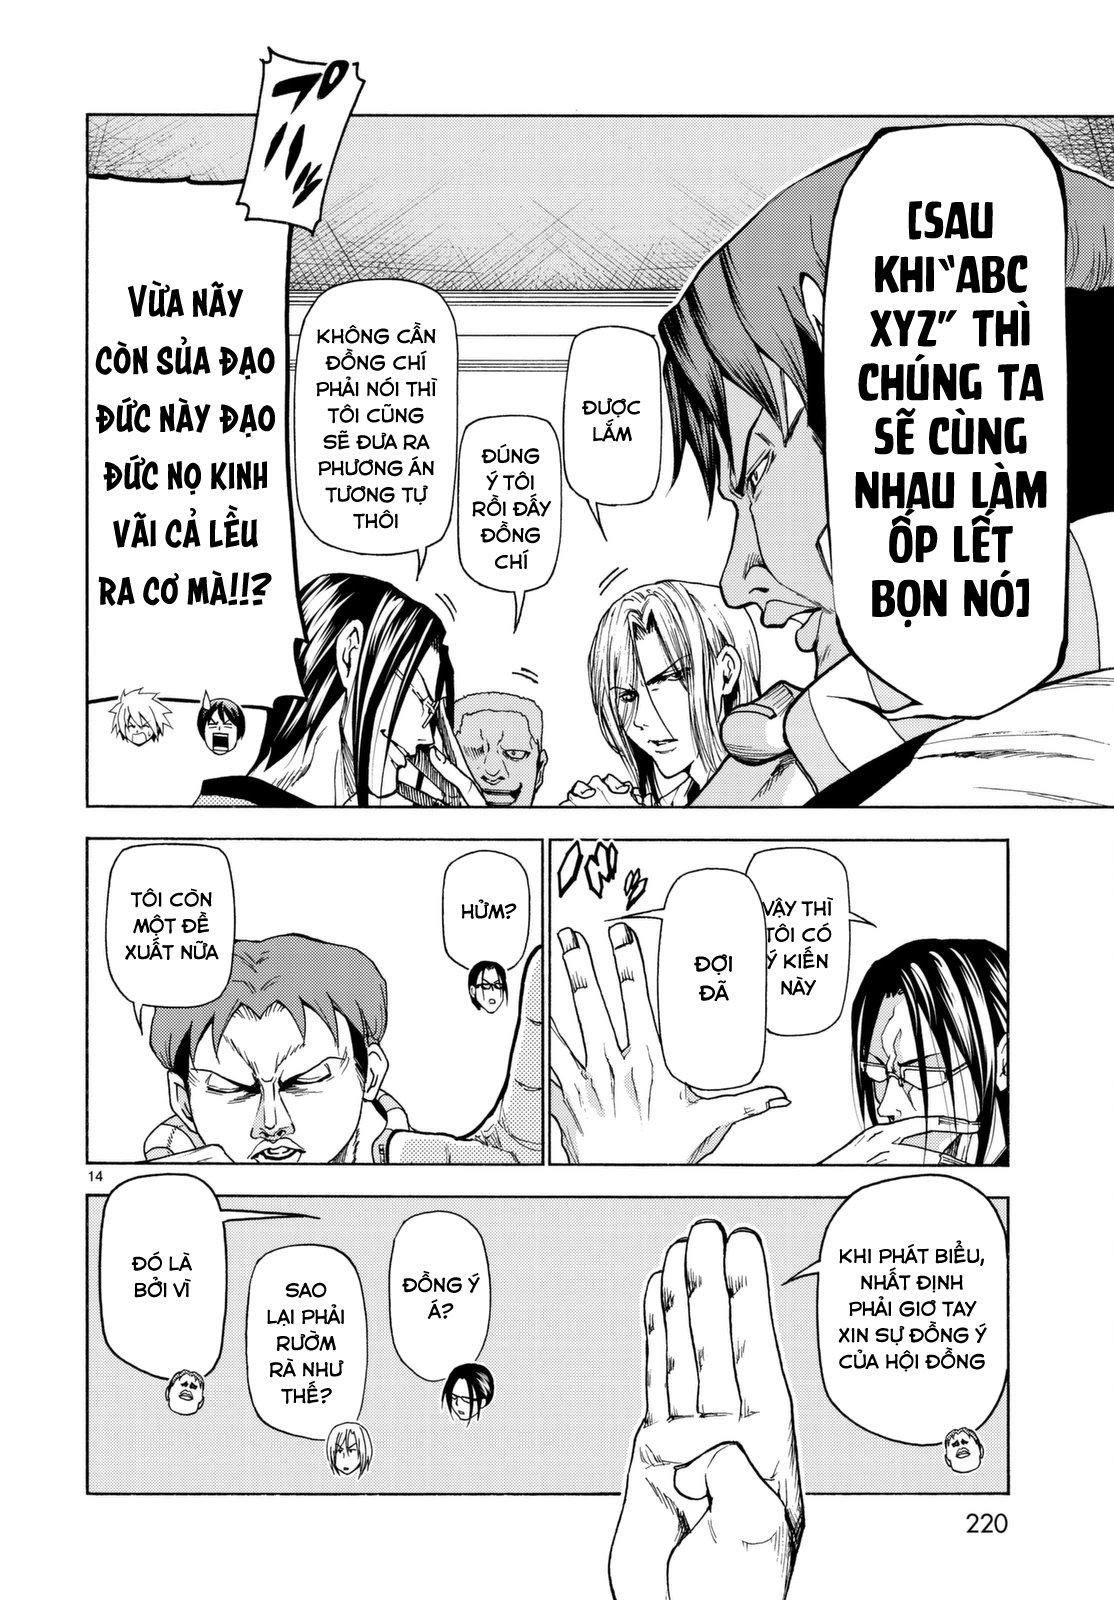 [SAU
KHI "ABC
XYZ" THÌ
CHÚNG TA
SẼ CÙNG
NHAU LÀM
ỐP LẾT
BỌN NÓ]
ĐƯỢC
LẮM
ĐÚNG
Ý TÔI
RỒI ĐẤY
ĐỒNG
CHÍ
KHÔNG CẦN
ĐỒNG CHÍ
PHẢI NÓI THÌ
TÔI CŨNG
SẼ ĐƯA RA
PHƯƠNG ÁN
TƯƠNG TỰ
THÔI
VỪA NÃY
CÒN SỦA ĐẠO
ĐỨC NÀY ĐẠO
ĐỨC NỌ KINH
VÃI CẢ LỀU
RA CƠ MÀ!!?
VẬY THÌ
TÔI CÓ
Ý KIẾN
NÀY
ĐỢI
ĐÃ
HỬM?
TÔI CÒN
MỘT ĐỀ
XUẤT NỮA
14
KHI PHÁT BIỂU,
NHẤT ĐỊNH
PHẢI GIƠ TAY
XIN SỰ ĐỒNG Ý
CỦA HỘI ĐỒNG
ĐỒNG Ý
Á?
SAO
LẠI PHẢI
RƯỜM
RÀ NHƯ
THẾ?
ĐÓ LÀ
BỞI VÌ
220